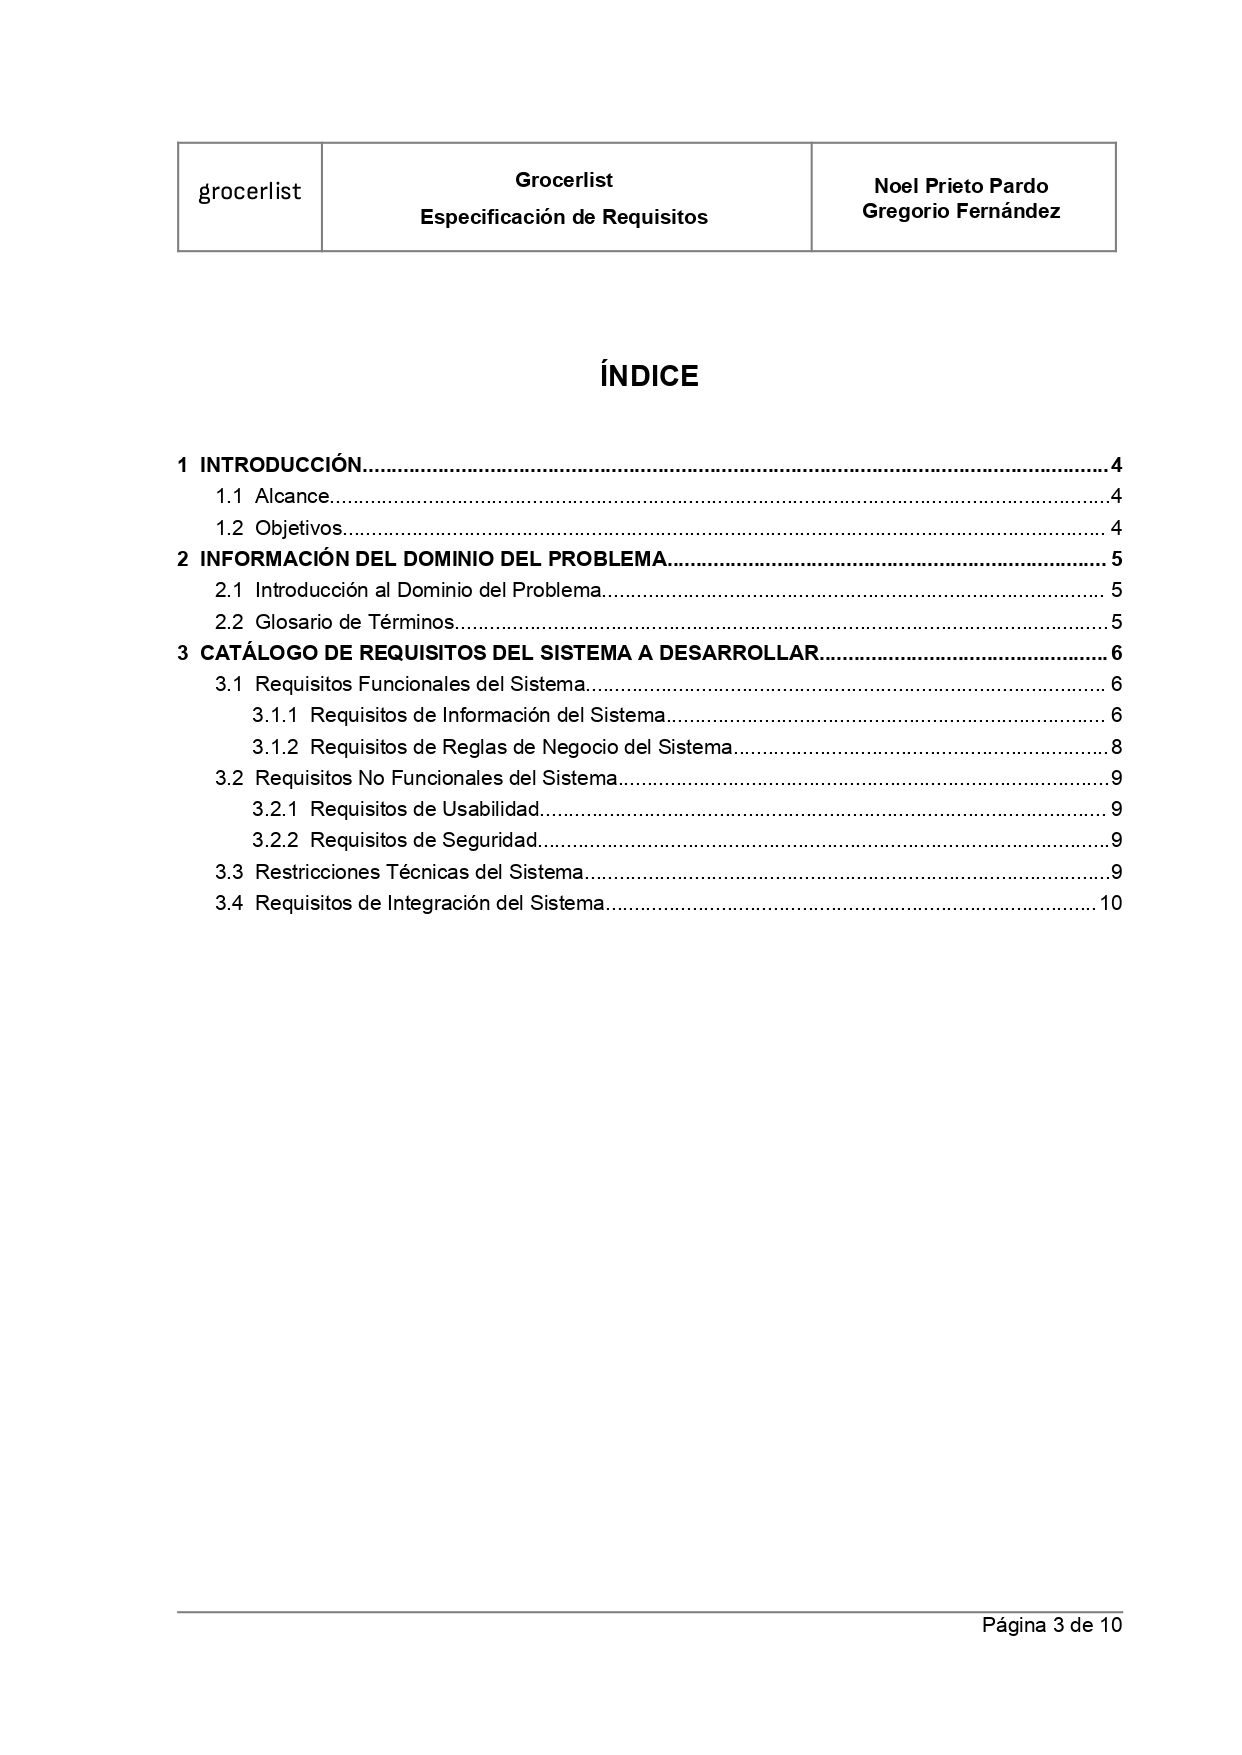 grocerlist
Grocerlist
Especificación de Requisitos
Noel Prieto Pardo
Gregorio Fernández
ÍNDICE
1 INTRODUCCIÓN 4
1.1 Alcance 4
1.2 Objetivos 4
2 INFORMACIÓN DEL DOMINIO DEL PROBLEMA 5
2.1 Introducción al Dominio del Problema 5
2.2 Glosario de Términos 5
3 CATÁLOGO DE REQUISITOS DEL SISTEMA A DESARROLLAR 6
3.1 Requisitos Funcionales del Sistema 6
3.1.1 Requisitos de Información del Sistema 6
3.1.2 Requisitos de Reglas de Negocio del Sistema 8
3.2 Requisitos No Funcionales del Sistema 9
3.2.1 Requisitos de Usabilidad 9
3.2.2 Requisitos de Seguridad 9
3.3 Restricciones Técnicas del Sistema 9
3.4 Requisitos de Integración del Sistema 10
Página 3 de 10